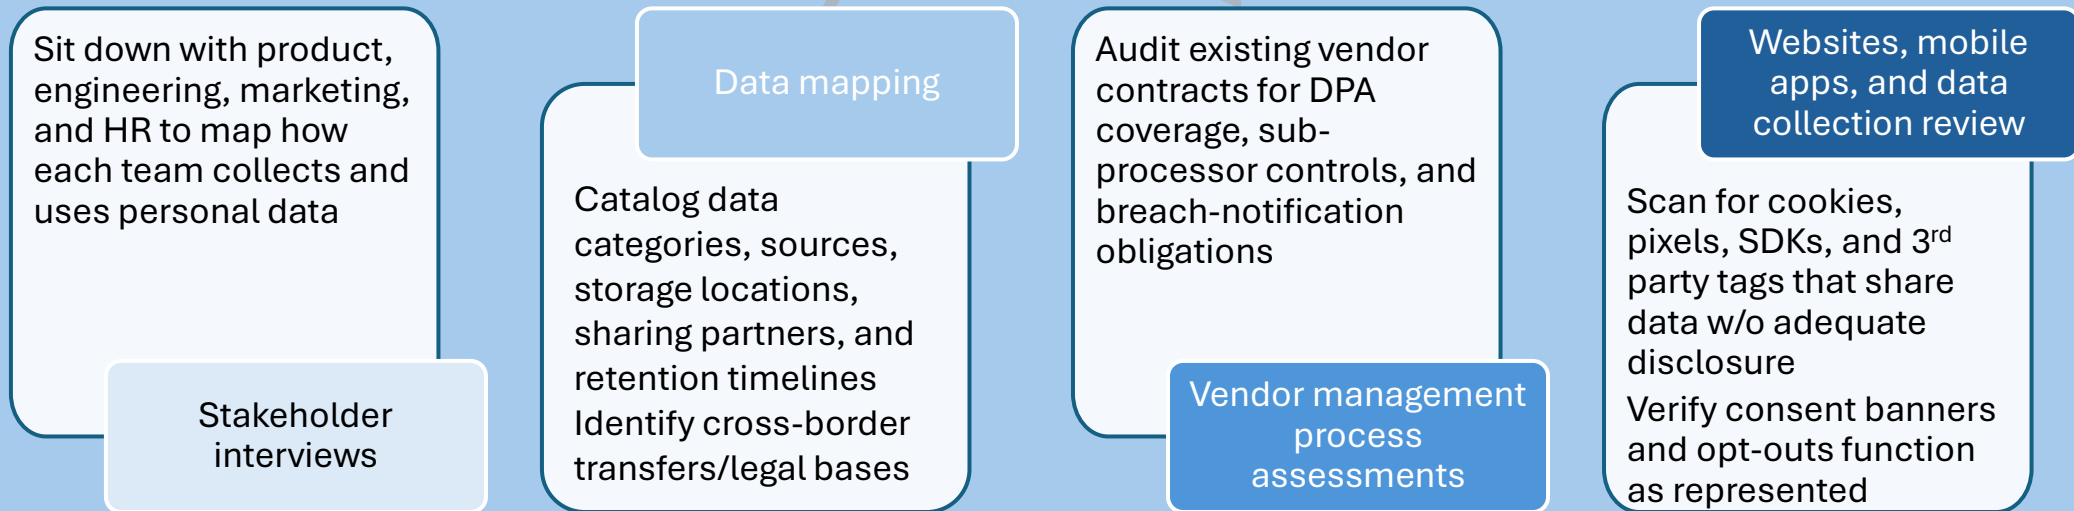 Sit down with product,
engineering, marketing,
and HR to map how
each team collects and
uses personal data
Stakeholder
interviews
Data mapping
Catalog data
categories, sources,
storage locations,
sharing partners, and
retention timelines
Identify cross-border
transfers/legal bases
Audit existing vendor
contracts for DPA
coverage, sub-
processor controls, and
breach-notification
obligations
Vendor management
process
assessments
Websites, mobile
apps, and data
collection review
Scan for cookies,
pixels, SDKs, and 3rd
party tags that share
data w/o adequate
disclosure
Verify consent banners
and opt-outs function
as represented